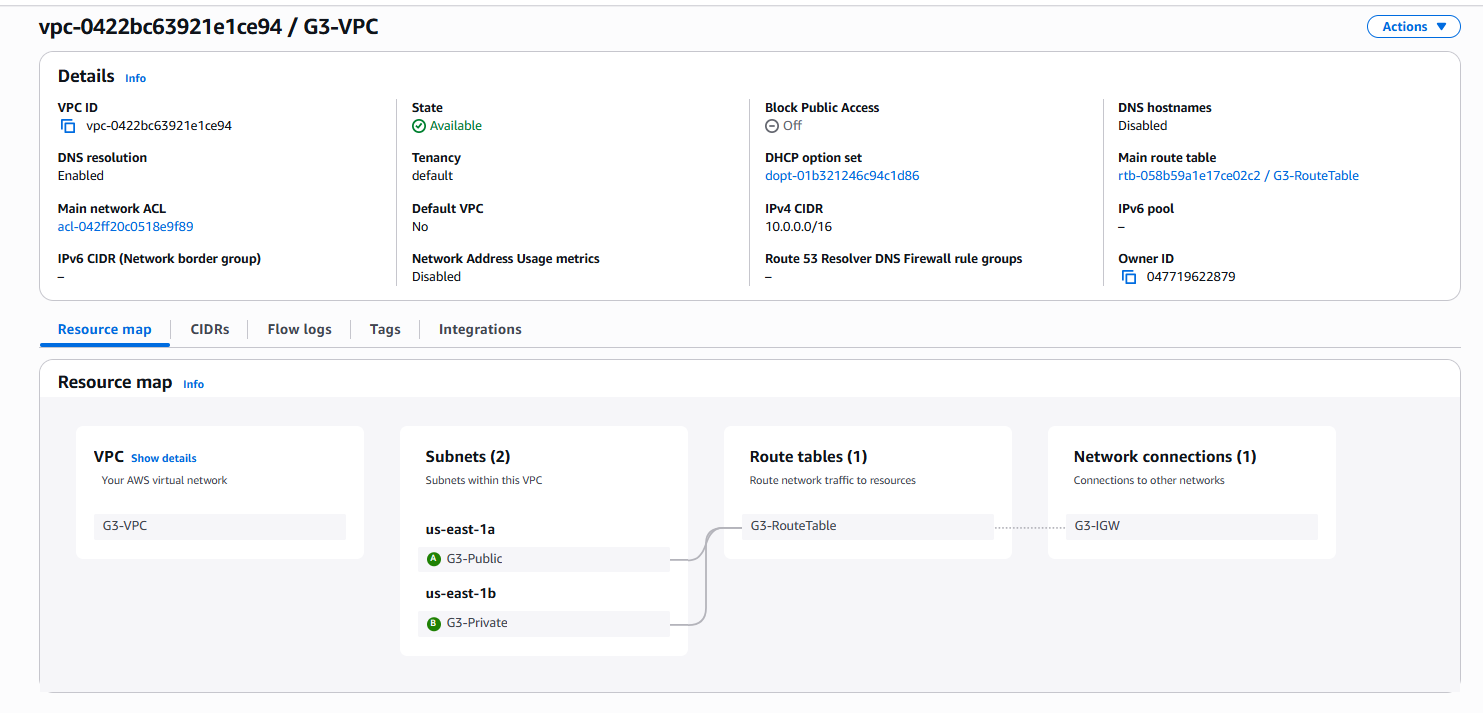 vpc-0422bc63921e1ce94 / G3-VPC
Actions
Details Info
VPC ID
vpc-0422bc63921e1ce94
State
Available
Block Public Access
Off
DNS hostnames
Disabled
DNS resolution
Enabled
Tenancy
default
DHCP option set
dopt-01b321246c94c1d86
Main route table
rtb-058b59a1e17ce02c2 / G3-RouteTable
Main network ACL
acl-042ff20c0518e9f89
Default VPC
No
IPv4 CIDR
10.0.0.0/16
IPv6 pool
–
IPv6 CIDR (Network border group)
–
Network Address Usage metrics
Disabled
Route 53 Resolver DNS Firewall rule groups
–
Owner ID
047719622879
Resource map
CIDRs
Flow logs
Tags
Integrations
Resource map Info
VPC Show details
Your AWS virtual network
G3-VPC
Subnets (2)
Subnets within this VPC
us-east-1a
A G3-Public
us-east-1b
B G3-Private
Route tables (1)
Route network traffic to resources
G3-RouteTable
Network connections (1)
Connections to other networks
G3-IGW